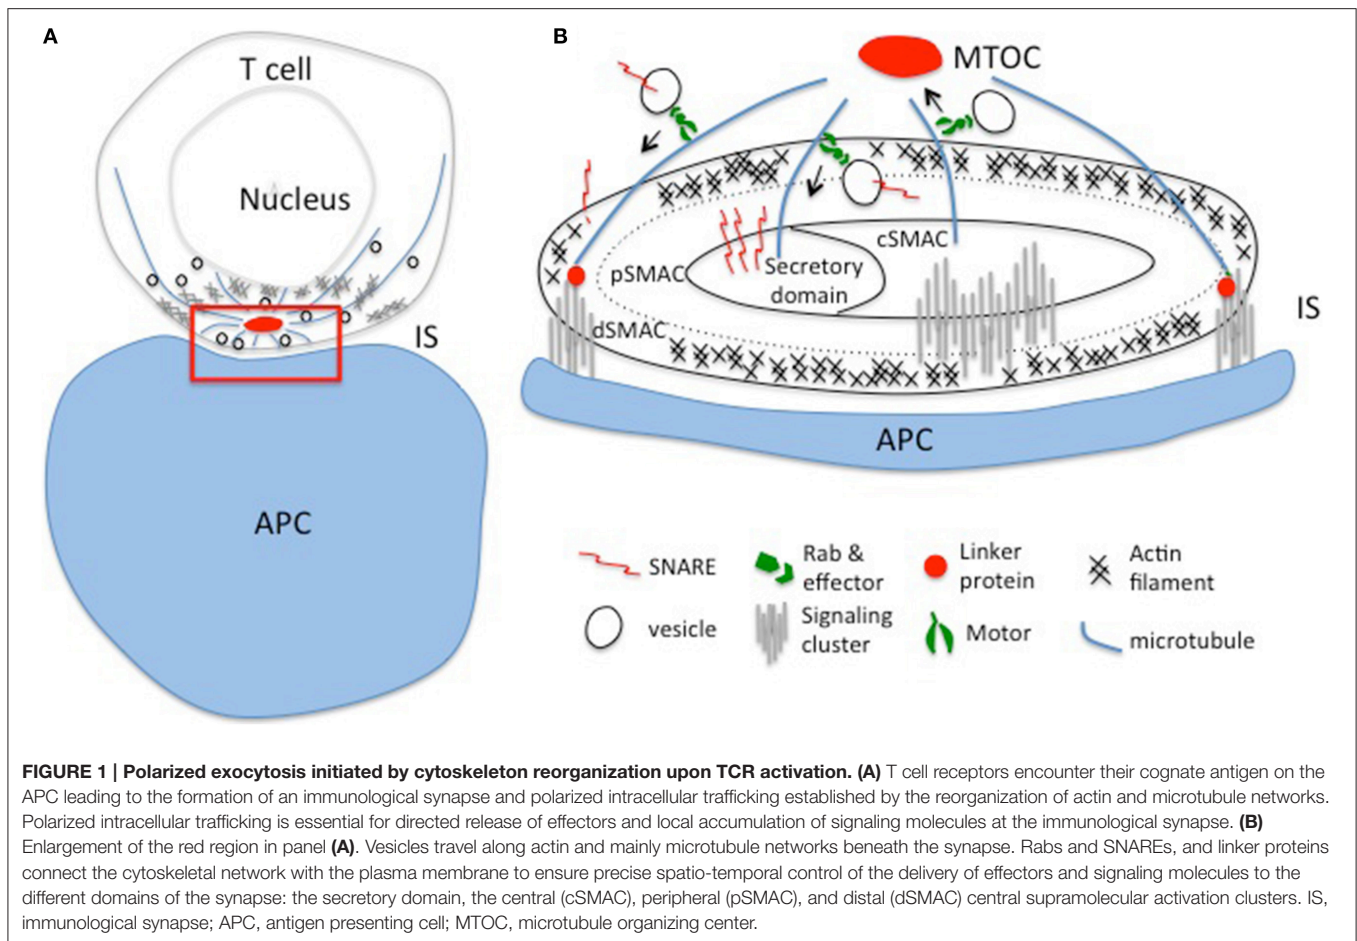 A
T cell
Nucleus
IS
APC
B
MTOC
cSMAC
pSMAC
Secretory
domain
dSMAC
IS
APC
SNARE
Rab &
effector
Linker
protein
Actin
filament
vesicle
Signaling
cluster
Motor
microtubule
FIGURE 1 | Polarized exocytosis initiated by cytoskeleton reorganization upon TCR activation. (A) T cell receptors encounter their cognate antigen on the
APC leading to the formation of an immunological synapse and polarized intracellular trafficking established by the reorganization of actin and microtubule networks.
Polarized intracellular trafficking is essential for directed release of effectors and local accumulation of signaling molecules at the immunological synapse. (B)
Enlargement of the red region in panel (A). Vesicles travel along actin and mainly microtubule networks beneath the synapse. Rabs and SNAREs, and linker proteins
connect the cytoskeletal network with the plasma membrane to ensure precise spatio-temporal control of the delivery of effectors and signaling molecules to the
different domains of the synapse: the secretory domain, the central (cSMAC), peripheral (pSMAC), and distal (dSMAC) central supramolecular activation clusters. IS,
immunological synapse; APC, antigen presenting cell; MTOC, microtubule organizing center.